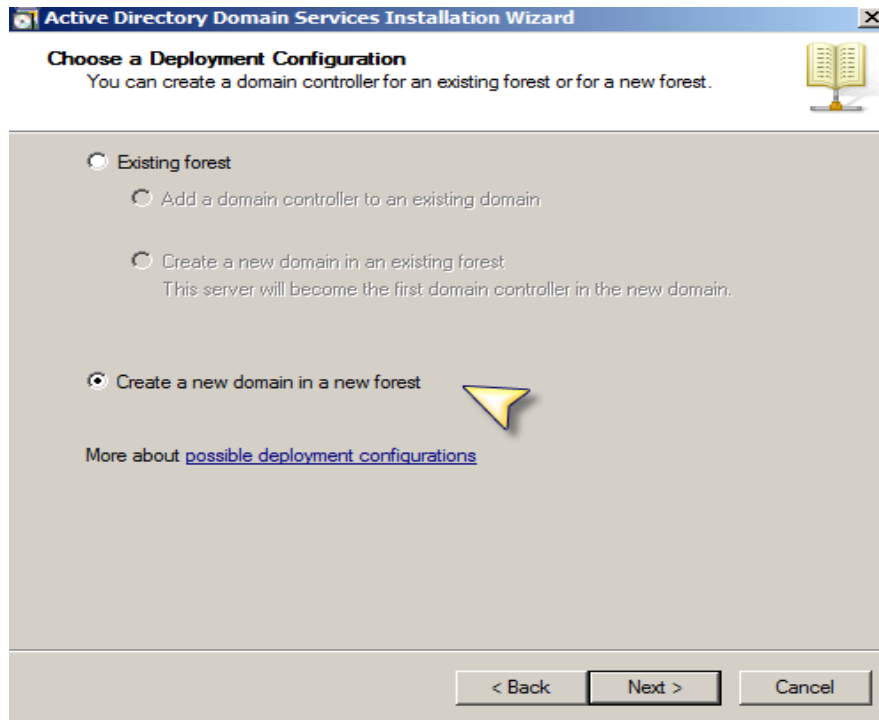 Active Directory Domain Services Installation Wizard
Choose a Deployment Configuration
You can create a domain controller for an existing forest or for a new forest.
Existing forest
Add a domain controller to an existing domain
Create a new domain in an existing forest
This server will become the first domain controller in the new domain.
Create a new domain in a new forest
More about possible deployment configurations
< Back
Next >
Cancel